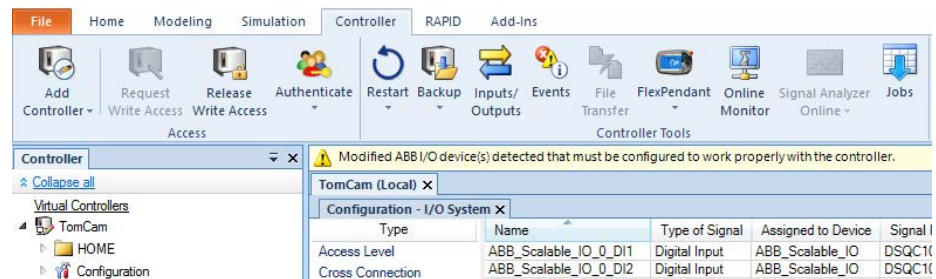 File Home Modeling Simulation Controller RAPID Add-Ins
Add Controller Request Write Access Release Write Access Authenticate Restart Backup Inputs/ Outputs Events File Transfer FlexPendant Online Monitor Signal Analyzer Online Jobs
Access Controller Tools
Controller
Modified ABB I/O device(s) detected that must be configured to work properly with the controller.
Collapse all
TomCam (Local)
Virtual Controllers
Configuration - I/O System
TomCam
Type Name Type of Signal Assigned to Device Signal
HOME
Access Level ABB_Scalable_IO_0_DI1 Digital Input ABB_Scalable_IO DSQC10
Configuration
Cross Connection ABB_Scalable_IO_0_DI2 Digital Input ABB_Scalable_IO DSQC10